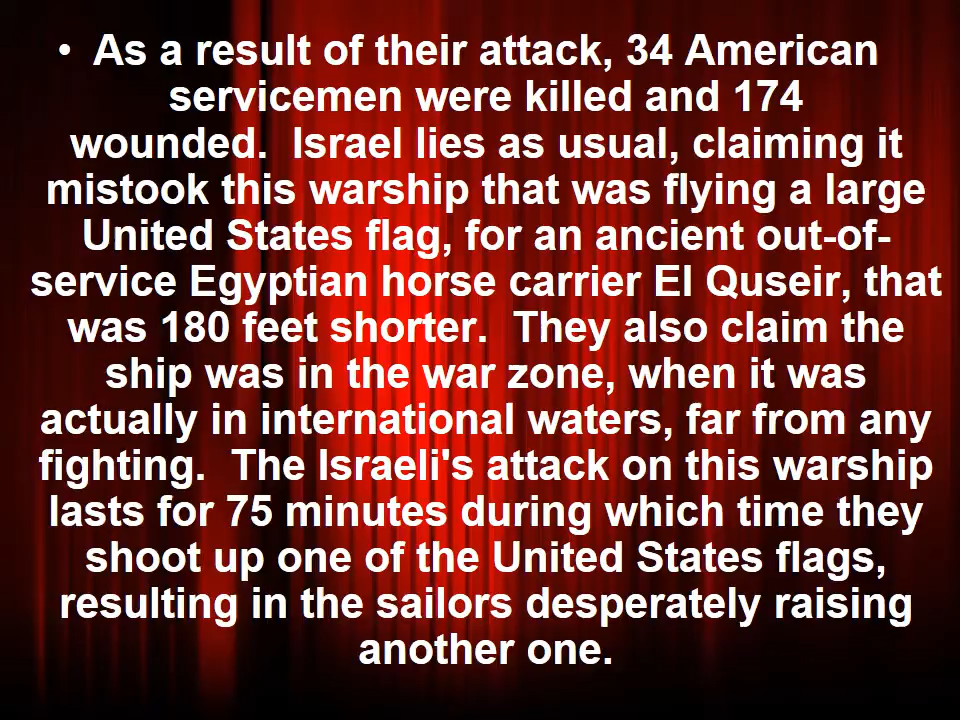 • As a result of their attack, 34 American
servicemen were killed and 174
wounded.  Israel lies as usual, claiming it
mistook this warship that was flying a large
United States flag, for an ancient out-of-
service Egyptian horse carrier El Quseir, that
was 180 feet shorter.  They also claim the
ship was in the war zone, when it was
actually in international waters, far from any
fighting.  The Israeli's attack on this warship
lasts for 75 minutes during which time they
shoot up one of the United States flags,
resulting in the sailors desperately raising
another one.